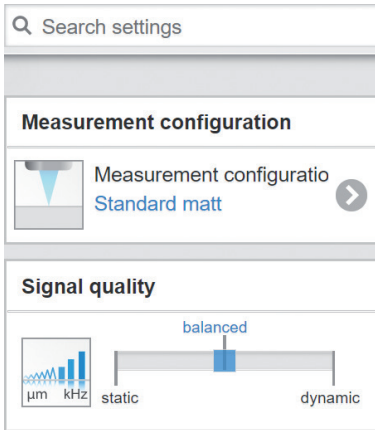 Search settings
Measurement configuration
Measurement configuratio
Standard matt
Signal quality
balanced
µm kHz
static
dynamic